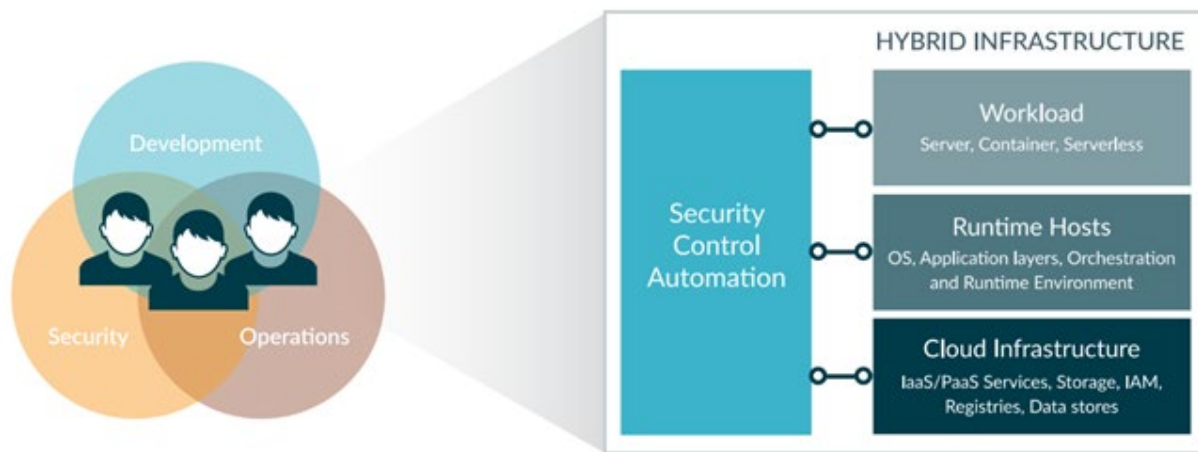 Development
Security
Operations
HYBRID INFRASTRUCTURE
Security
Control
Automation
Workload
Server, Container, Serverless
Runtime Hosts
OS, Application layers, Orchestration
and Runtime Environment
Cloud Infrastructure
IaaS/PaaS Services, Storage, IAM,
Registries, Data stores